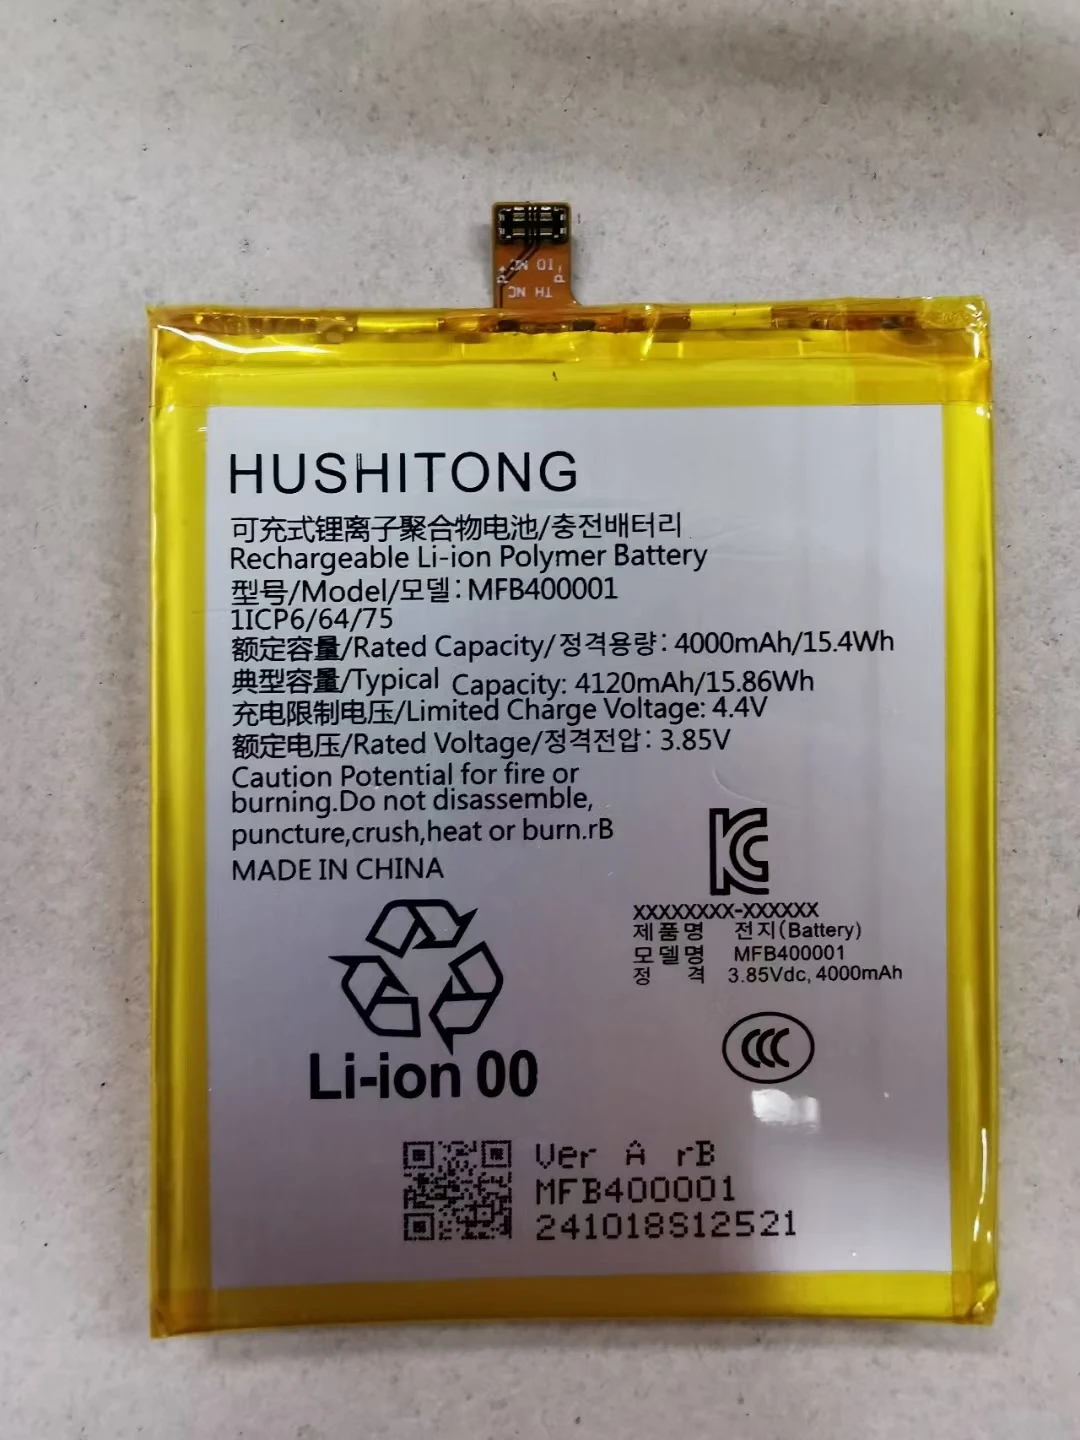 P+ IO NC P-
TH NC
HUSHITONG
可充式锂离子聚合物电池/충전배터리
Rechargeable Li-ion Polymer Battery
型号/Model/모델: MFB400001
1ICP6/64/75
额定容量/Rated Capacity/정격용량: 4000mAh/15.4Wh
典型容量/Typical Capacity: 4120mAh/15.86Wh
充电限制电压/Limited Charge Voltage: 4.4V
额定电压/Rated Voltage/정격전압: 3.85V
Caution Potential for fire or
burning.Do not disassemble,
puncture,crush,heat or burn.rB
MADE IN CHINA
XXXXXXXX-XXXXXX
제품명 전지(Battery)
모델명 MFB400001
정 격 3.85Vdc, 4000mAh
CCC
Li-ion 00
Ver A rB
MFB400001
241018S12521